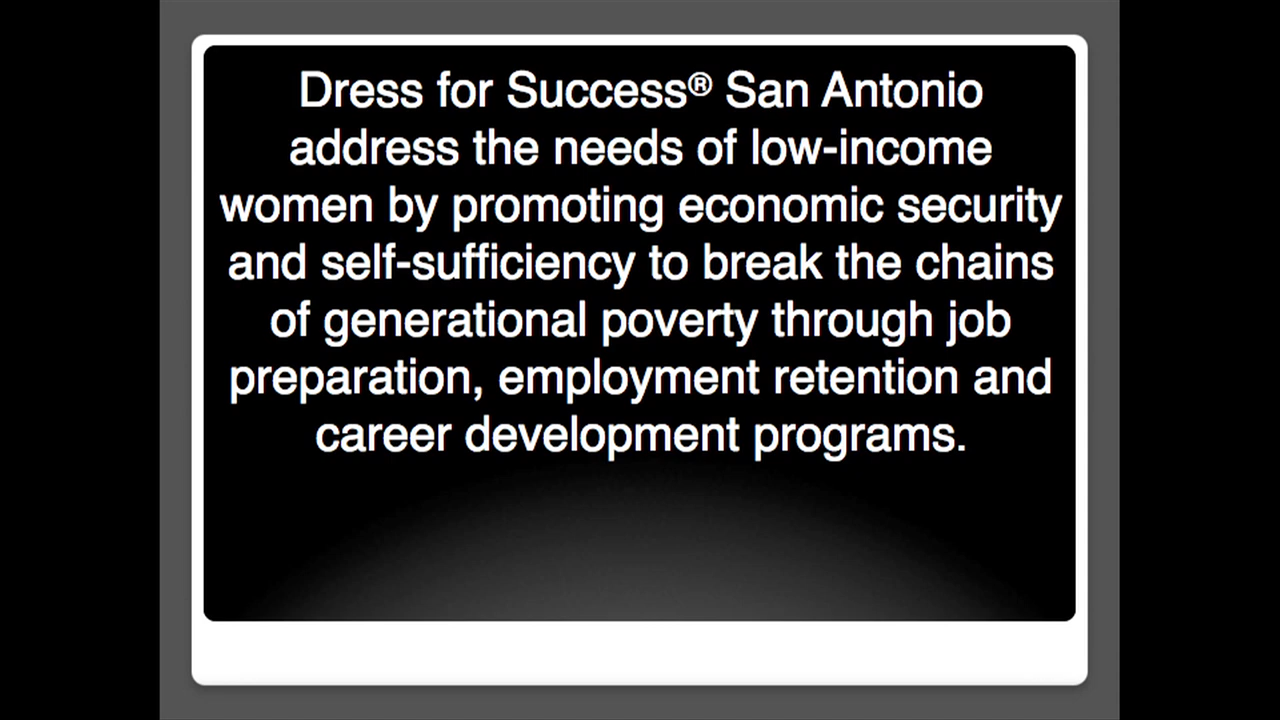 Dress for Success® San Antonio
address the needs of low-income
women by promoting economic security
and self-sufficiency to break the chains
of generational poverty through job
preparation, employment retention and
career development programs.